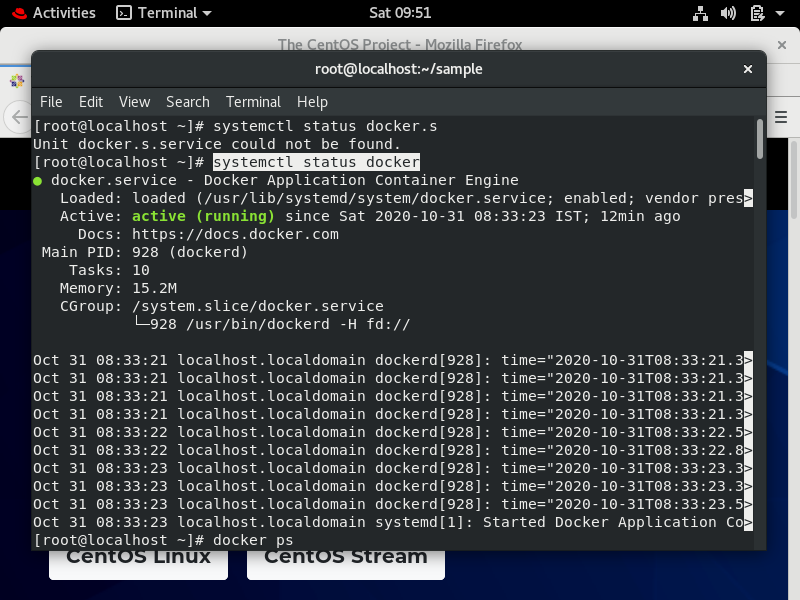 Activities Terminal Sat 09:51
The CentOS Project - Mozilla Firefox
root@localhost:~/sample
File Edit View Search Terminal Help
[root@localhost ~]# systemctl status docker.s
Unit docker.s.service could not be found.
[root@localhost ~]# systemctl status docker
● docker.service - Docker Application Container Engine
   Loaded: loaded (/usr/lib/systemd/system/docker.service; enabled; vendor pres>
   Active: active (running) since Sat 2020-10-31 08:33:23 IST; 12min ago
     Docs: https://docs.docker.com
 Main PID: 928 (dockerd)
    Tasks: 10
   Memory: 15.2M
   CGroup: /system.slice/docker.service
           └─928 /usr/bin/dockerd -H fd://
Oct 31 08:33:21 localhost.localdomain dockerd[928]: time="2020-10-31T08:33:21.3>
Oct 31 08:33:21 localhost.localdomain dockerd[928]: time="2020-10-31T08:33:21.3>
Oct 31 08:33:21 localhost.localdomain dockerd[928]: time="2020-10-31T08:33:21.3>
Oct 31 08:33:21 localhost.localdomain dockerd[928]: time="2020-10-31T08:33:21.3>
Oct 31 08:33:22 localhost.localdomain dockerd[928]: time="2020-10-31T08:33:22.5>
Oct 31 08:33:22 localhost.localdomain dockerd[928]: time="2020-10-31T08:33:22.8>
Oct 31 08:33:23 localhost.localdomain dockerd[928]: time="2020-10-31T08:33:23.3>
Oct 31 08:33:23 localhost.localdomain dockerd[928]: time="2020-10-31T08:33:23.3>
Oct 31 08:33:23 localhost.localdomain dockerd[928]: time="2020-10-31T08:33:23.5>
Oct 31 08:33:23 localhost.localdomain systemd[1]: Started Docker Application Co>
[root@localhost ~]# docker ps
CentOS Linux CentOS Stream